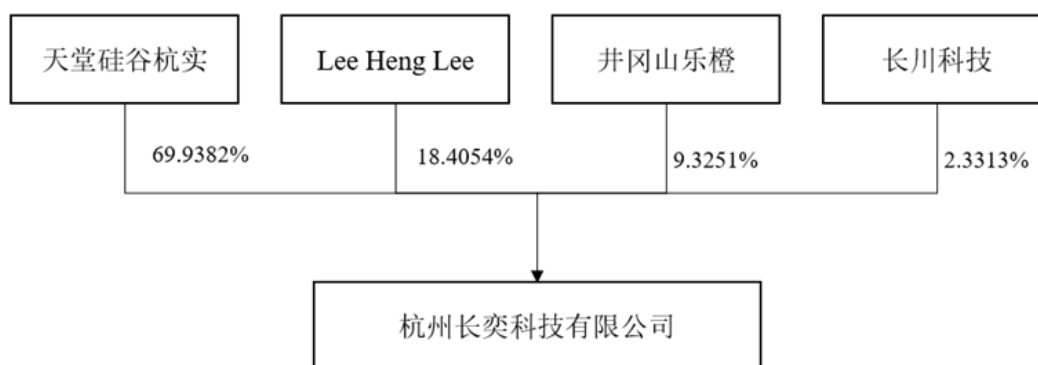 天堂硅谷杭实
Lee Heng Lee
井冈山乐橙
长川科技
69.9382%
18.4054%
9.3251%
2.3313%
杭州长奕科技有限公司